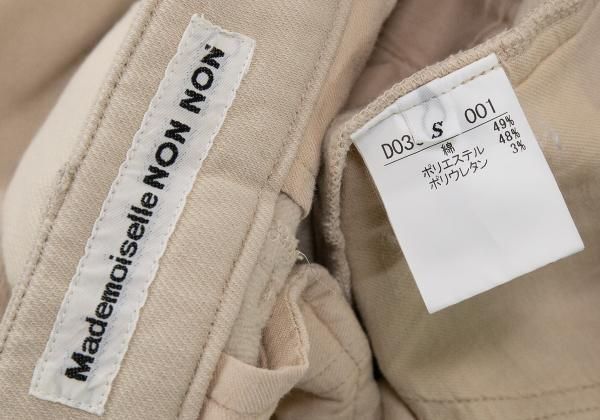 Mademoiselle NON NON
S 001
綿 49%
ポリエステル 48%
ポリウレタン 3%